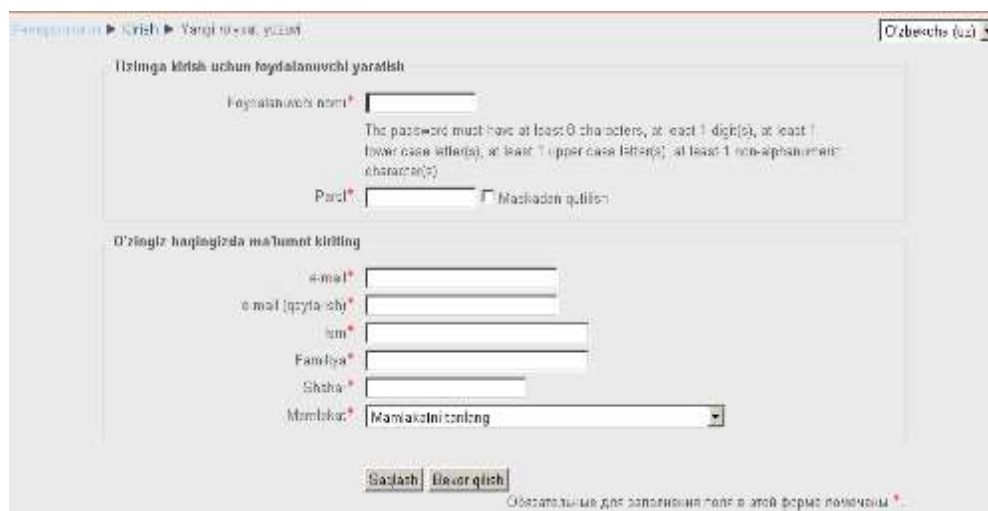 ▶ Kirish ▶ Yangi ruxsat yozuvi
O'zbekcha (uz)
Tizimga kirish uchun foydalanuvchi yaratish
Foydalanuvchi nomi*
The password must have at least 8 characters, at least 1 digit(s), at least 1
lower case letter(s), at least 1 upper case letter(s), at least 1 non-alphanumeric
character(s)
Parol* Maskadan qutilish
O'zingiz haqingizda ma'lumot kiriting
e-mail*
e-mail (qaytarish)*
Ism*
Familiya*
Shahar*
Mamlakat* Mamlakatni tanlang
Saqlash Bekor qilish
Обязательные для заполнения поля в этой форме помечены *.